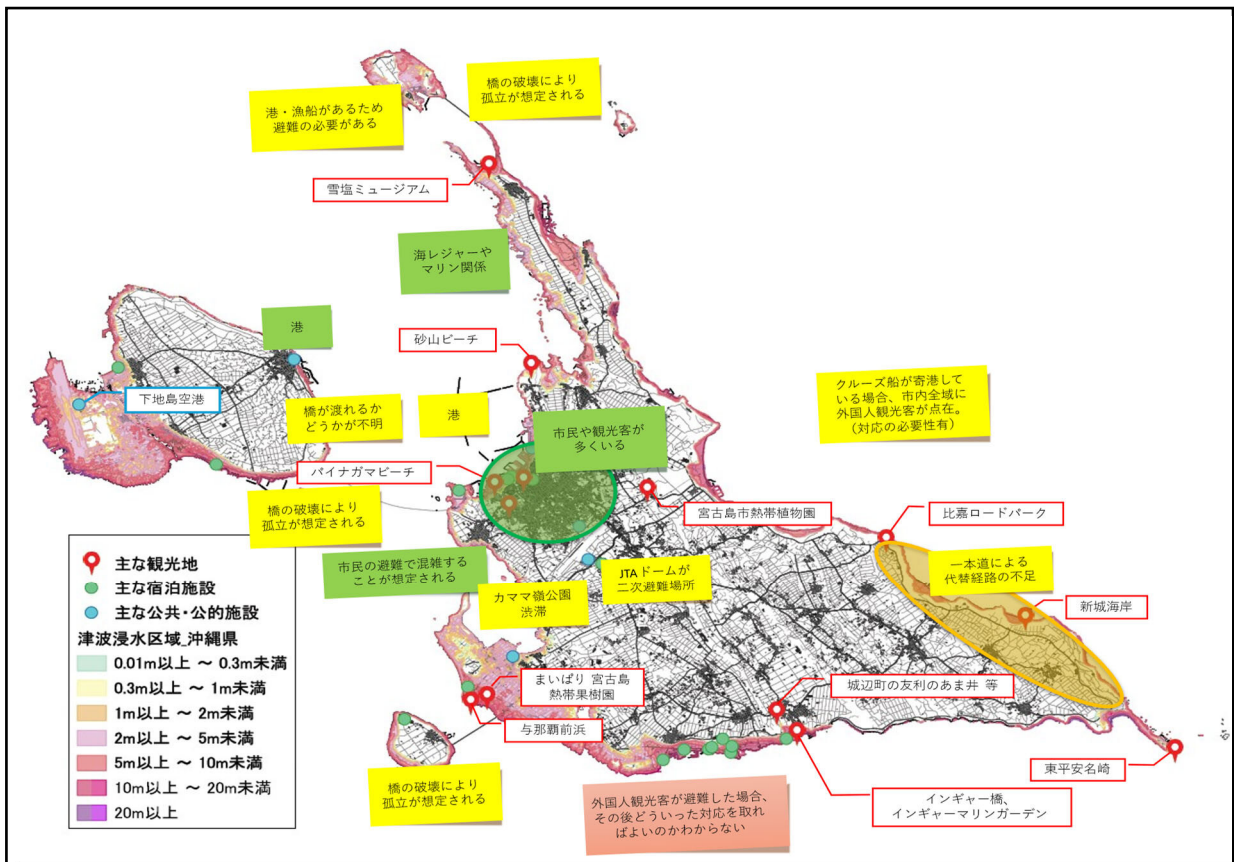 港・漁船があるため
避難の必要がある
橋の破壊により
孤立が想定される
雪塩ミュージアム
海レジャーや
マリン関係
港
砂山ビーチ
下地島空港
橋が渡れるか
どうかが不明
港
クルーズ船が寄港して
いる場合、市内全域に
外国人観光客が点在。
（対応の必要性有）
市民や観光客が
多くいる
パイナガマビーチ
橋の破壊により
孤立が想定される
宮古島市熱帯植物園
比嘉ロードパーク
市民の避難で混雑する
ことが想定される
カママ嶺公園
渋滞
JTAドームが
二次避難場所
一本道による
代替経路の不足
新城海岸
まいぱり 宮古島
熱帯果樹園
与那覇前浜
城辺町の友利のあま井 等
東平安名崎
インギャー橋、
インギャーマリンガーデン
橋の破壊により
孤立が想定される
外国人観光客が避難した場合、
その後どういった対応を取れ
ばよいのかわからない
主な観光地
主な宿泊施設
主な公共・公的施設
津波浸水区域_沖縄県
0.01m以上 ～ 0.3m未満
0.3m以上 ～ 1m未満
1m以上 ～ 2m未満
2m以上 ～ 5m未満
5m以上 ～ 10m未満
10m以上 ～ 20m未満
20m以上